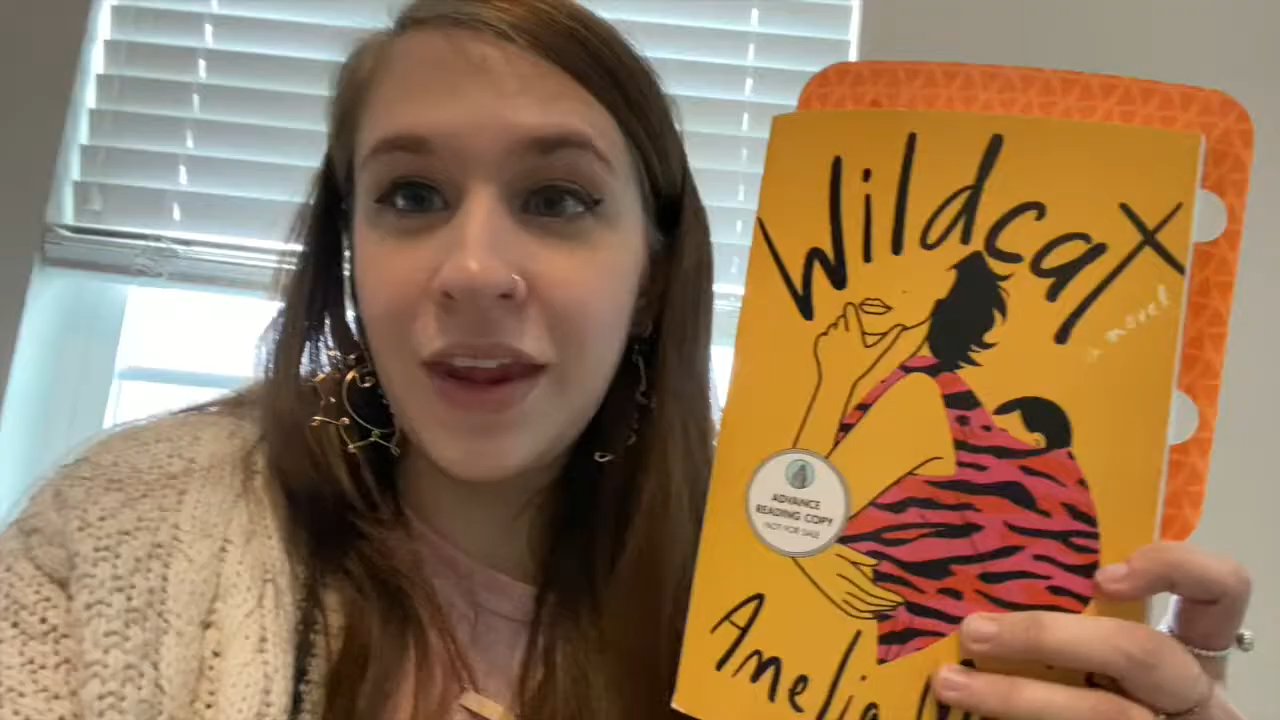 Wildcat
a novel
ADVANCE
READING COPY
NOT FOR SALE
Amelia